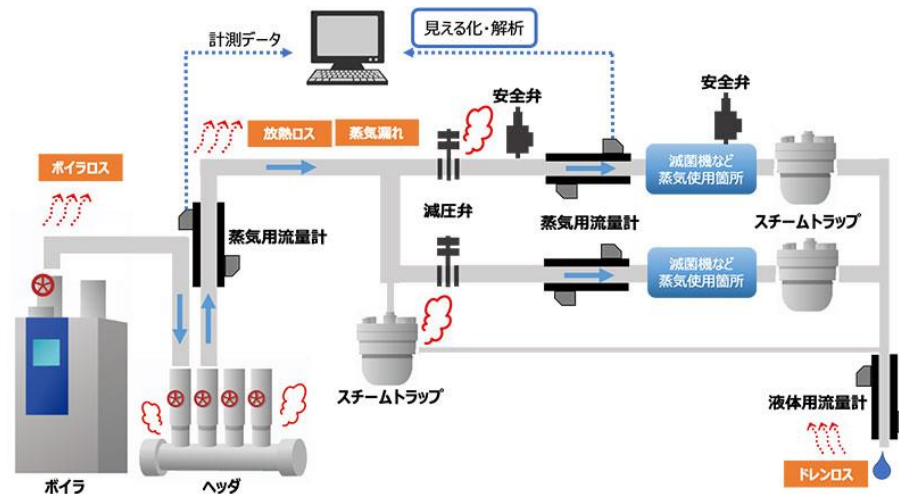 計測データ
見える化・解析
安全弁
安全弁
放熱ロス
蒸気漏れ
ボイラロス
減圧弁
蒸気用流量計
蒸気用流量計
滅菌機など
蒸気使用箇所
スチームトラップ
滅菌機など
蒸気使用箇所
スチームトラップ
液体用流量計
ドレンロス
ボイラ
ヘッダ